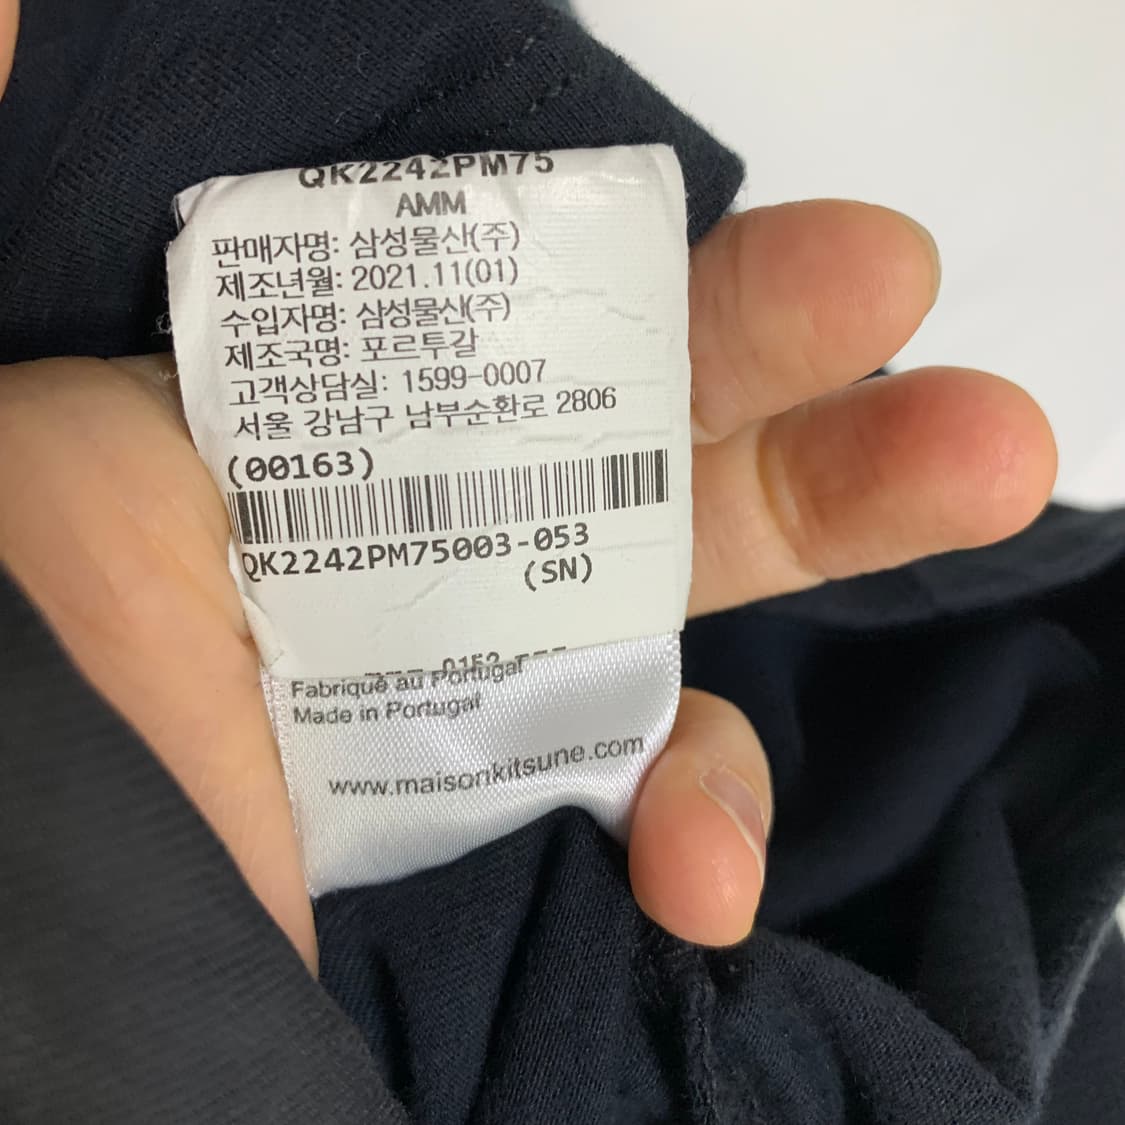 QK2242PM75
AMM
판매자명: 삼성물산(주)
제조년월: 2021.11(01)
수입자명: 삼성물산(주)
제조국명: 포르투갈
고객상담실: 1599-0007
서울 강남구 남부순환로 2806
(00163)
QK2242PM75003-053
(SN)
Fabriqué au Portugal
Made in Portugal
www.maisonkitsune.com